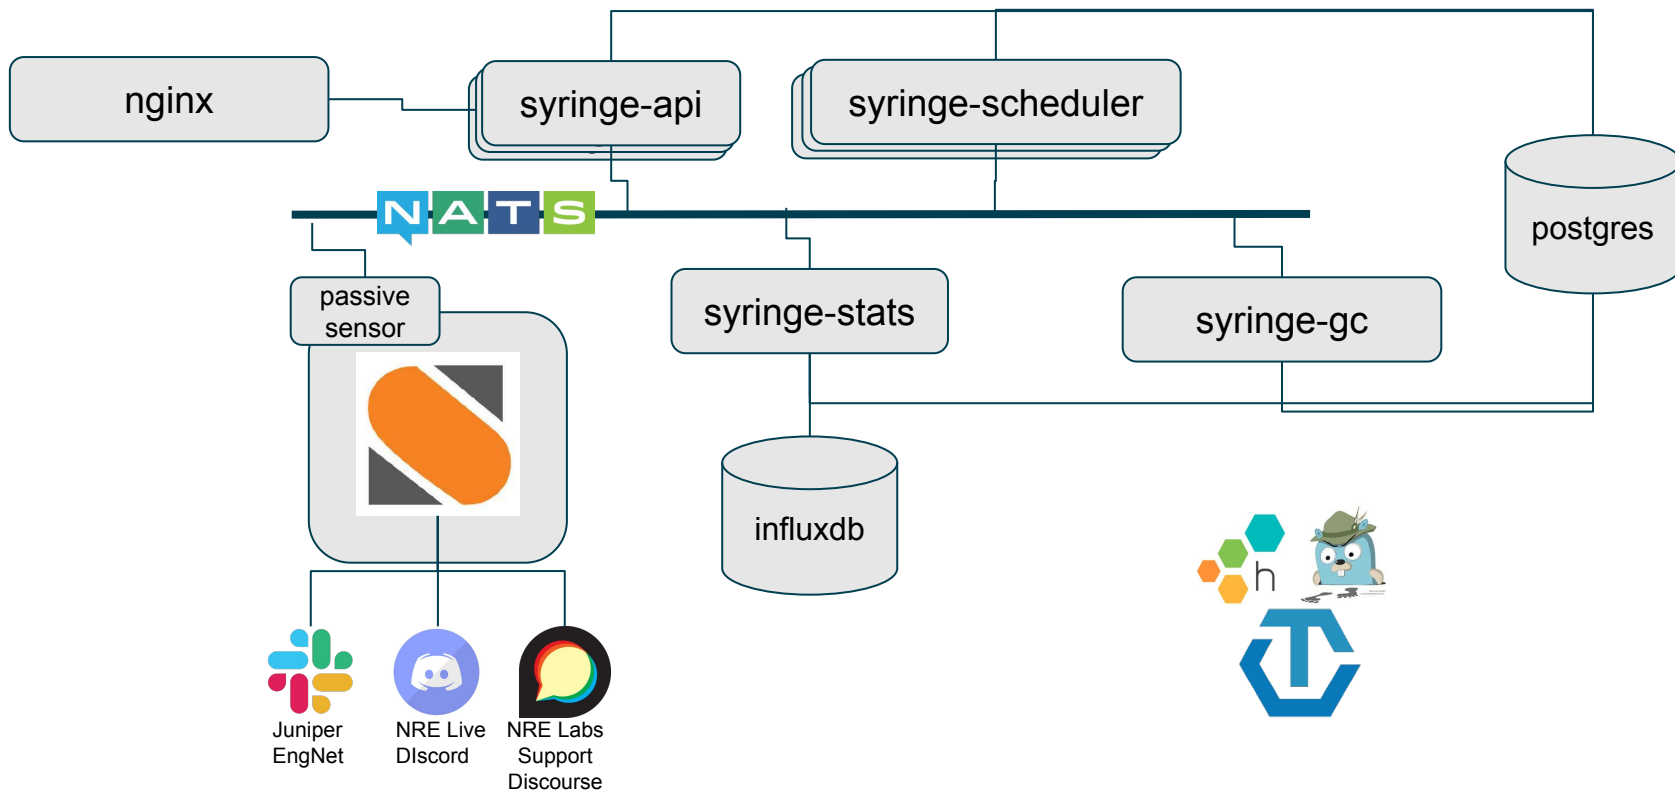 nginx
syringe-api
syringe-scheduler
NATS
postgres
passive
sensor
syringe-stats
syringe-gc
influxdb
h
Juniper
EngNet
NRE Live
DIscord
NRE Labs
Support
Discourse